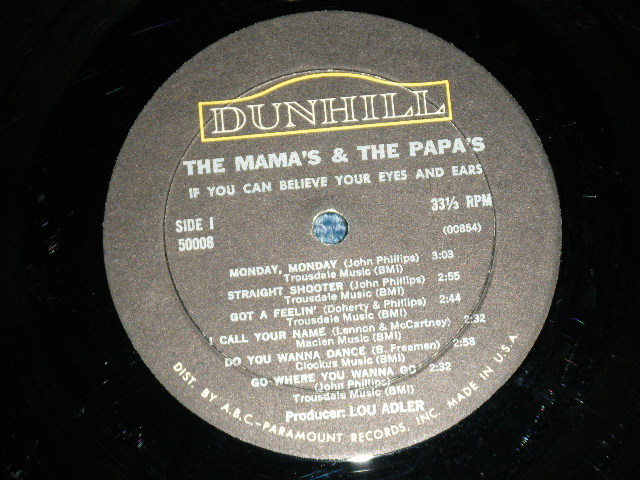 DUNHILL
THE MAMA'S & THE PAPA'S
IF YOU CAN BELIEVE YOUR EYES AND EARS
SIDE I
33⅓ RPM
50006
(00854)
MONDAY, MONDAY (John Phillips) 3:03
Trousdale Music (BMI)
STRAIGHT SHOOTER (John Phillips) 2:55
Trousdale Music (BMI)
GOT A FEELIN' (Doherty & Phillips) 2:44
Trousdale Music (BMI)
I CALL YOUR NAME (Lennon & McCartney) 2:32
Maclen Music (BMI)
DO YOU WANNA DANCE (B. Freeman) 2:58
Clockus Music (BMI)
GO WHERE YOU WANNA GO 2:32
(John Phillips)
Trousdale Music (BMI)
Producer: LOU ADLER
DIST. BY A.B.C.-PARAMOUNT RECORDS, INC. MADE IN U.S.A.